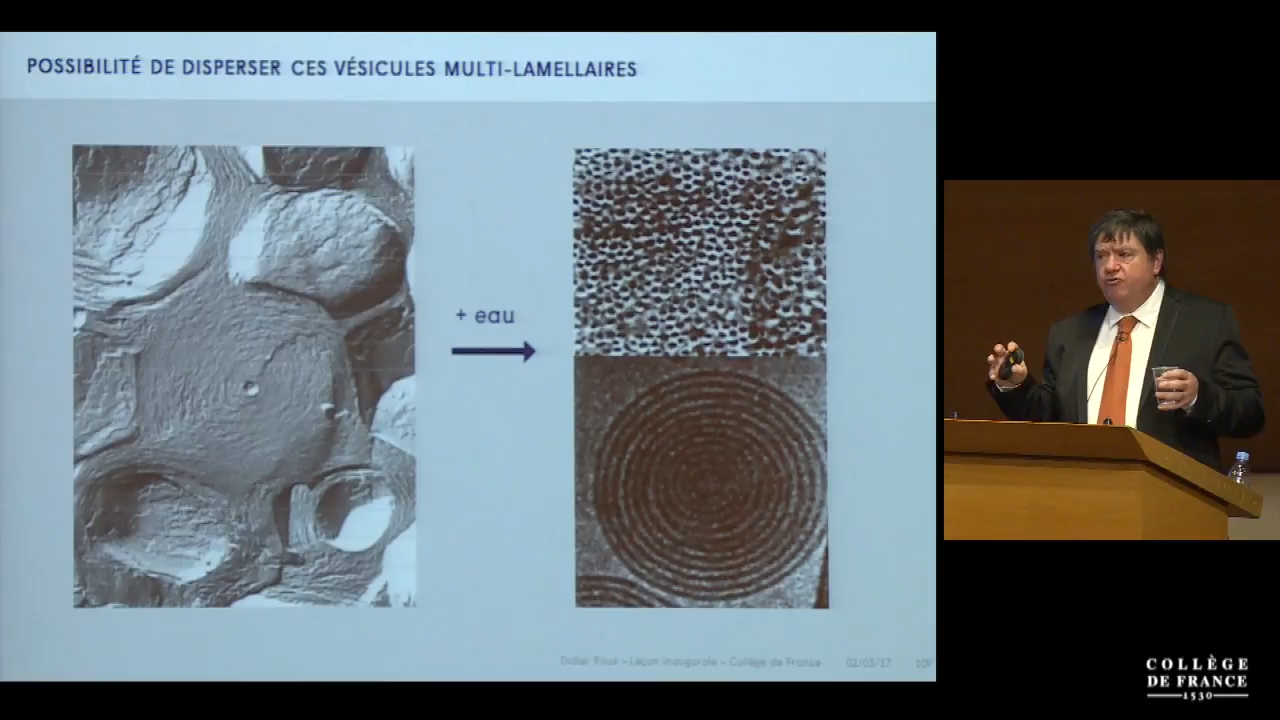 POSSIBILITÉ DE DISPERSER CES VÉSICULES MULTI-LAMELLAIRES
+ eau
Didier Roux – Leçon inaugurale – Collège de France 02/03/17 109
COLLÈGE
DE FRANCE
1530